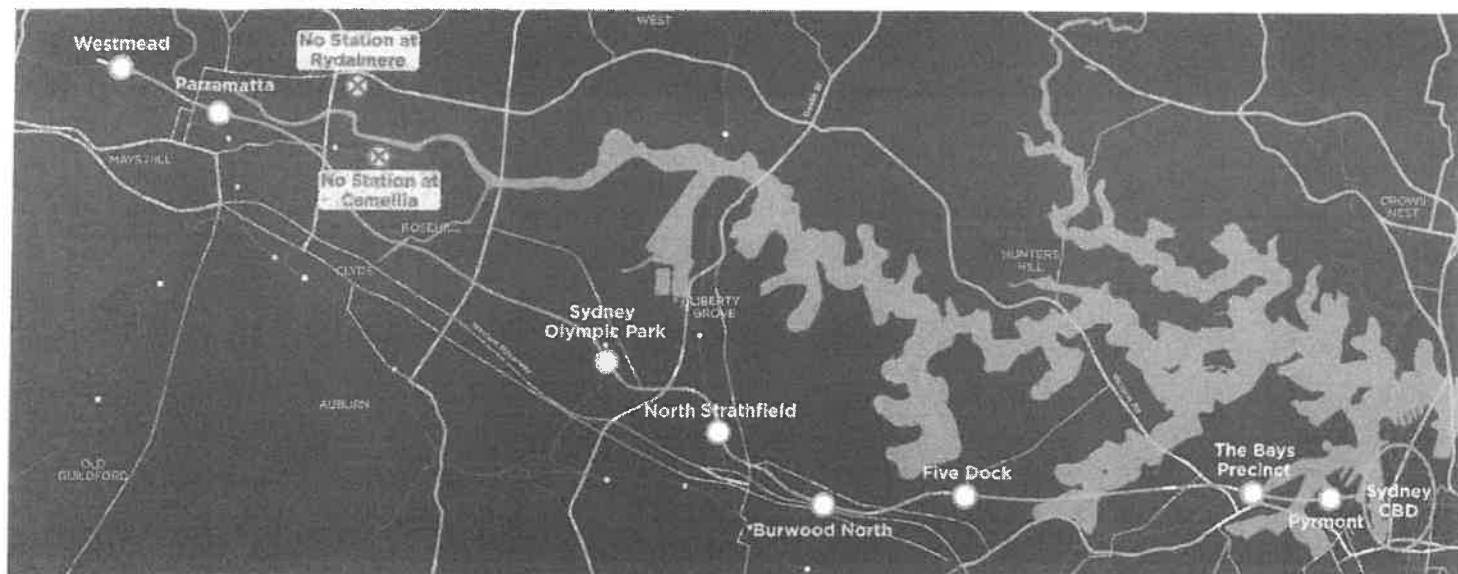 WEST
Westmead
No Station at
Rydalmere
Parramatta
MAYS HILL
No Station at
Camellia
CROWS
NEST
HUNTERS
HILL
CLYDE
LIBERTY
GROVE
Sydney
Olympic Park
AUBURN
North Strathfield
OLD
GUILDFORD
Five Dock
The Bays
Precinct
Sydney
CBD
*Burwood North
Pyrmont